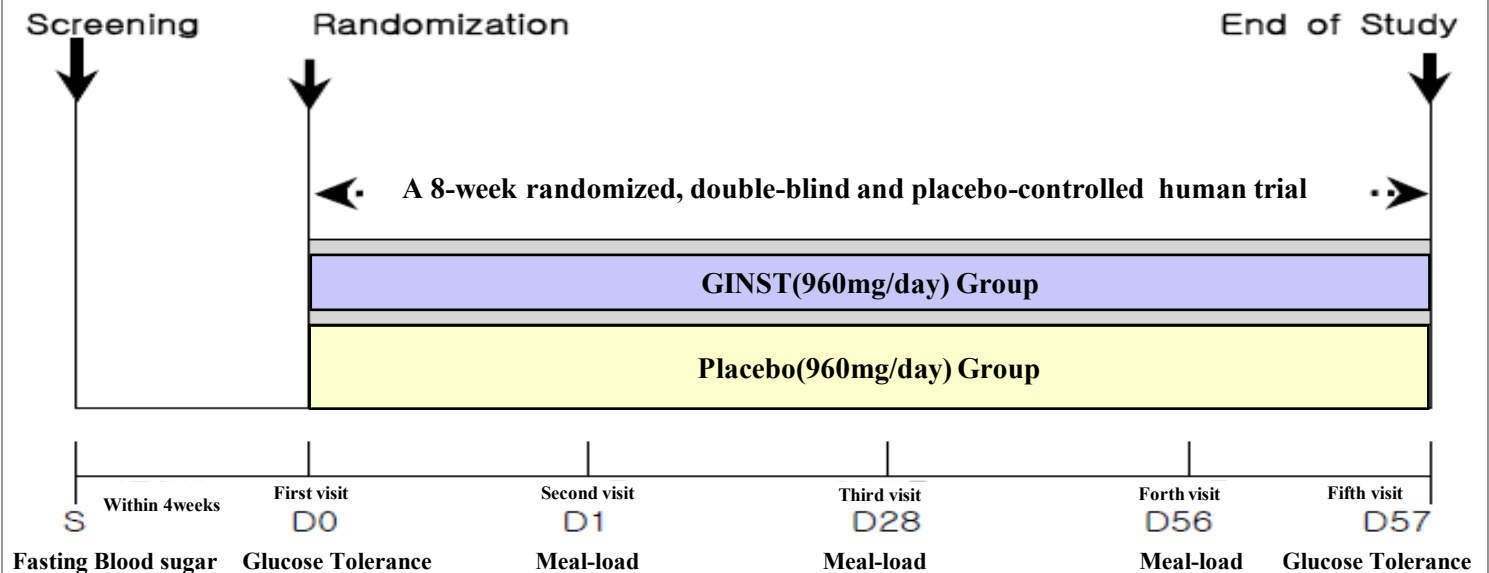 Screening Randomization End of Study
A 8-week randomized, double-blind and placebo-controlled human trial
GINST(960mg/day) Group
Placebo(960mg/day) Group
Within 4weeks First visit Second visit Third visit Forth visit Fifth visit
S D0 D1 D28 D56 D57
Fasting Blood sugar Glucose Tolerance Meal-load Meal-load Meal-load Glucose Tolerance